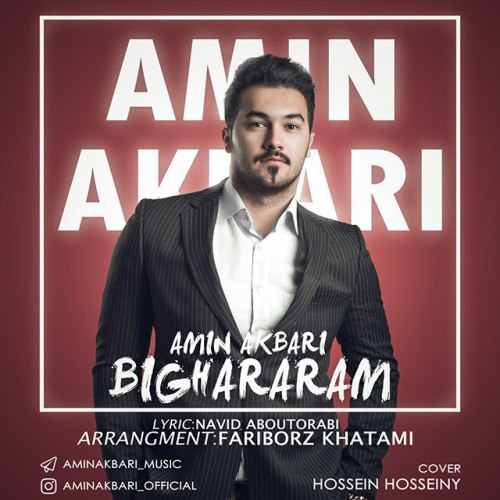 AMIN
AKBARI
AMIN AKBARI
BIGHARARAM
LYRIC:NAVID ABOUTORABI
ARRANGMENT:FARIBORZ KHATAMI
AMINAKBARI_MUSIC
AMINAKBARI_OFFICIAL
COVER
HOSSEIN HOSSEINY